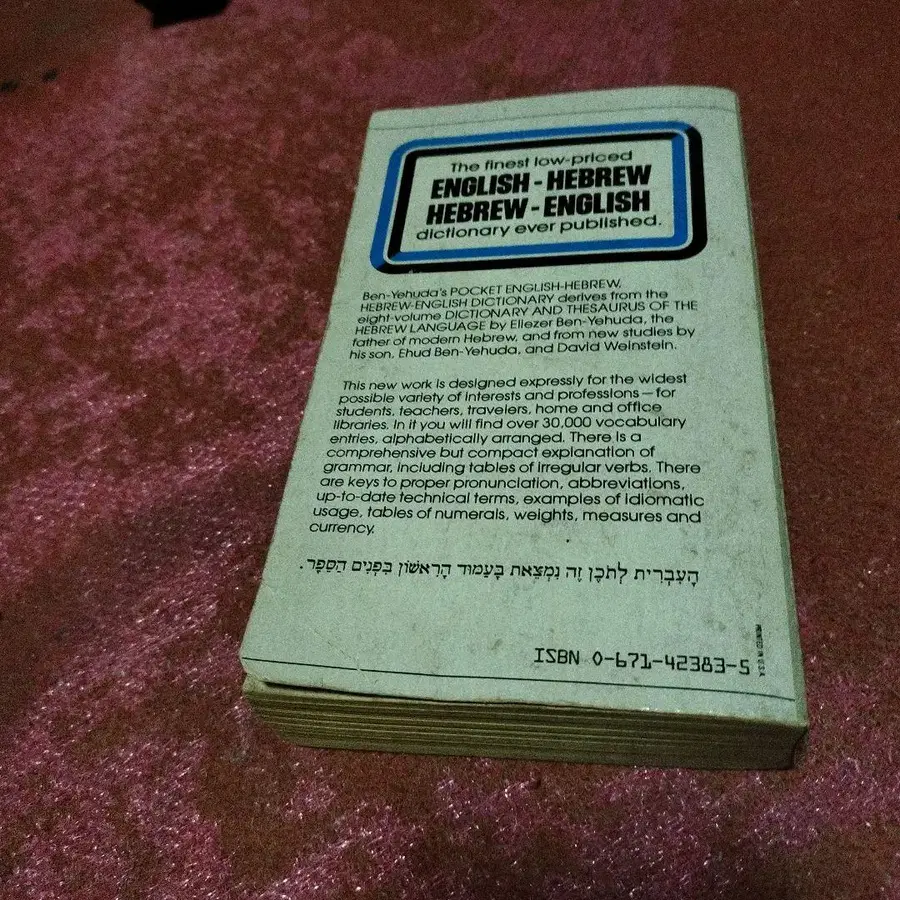 The finest low-priced
ENGLISH - HEBREW
HEBREW - ENGLISH
dictionary ever published.
Ben-Yehuda's POCKET ENGLISH-HEBREW,
HEBREW-ENGLISH DICTIONARY derives from the
eight-volume DICTIONARY AND THESAURUS OF THE
HEBREW LANGUAGE by Eliezer Ben-Yehuda, the
father of modern Hebrew, and from new studies by
his son, Ehud Ben-Yehuda, and David Weinstein.
This new work is designed expressly for the widest
possible variety of interests and professions—for
students, teachers, travelers, home and office
libraries. In it you will find over 30,000 vocabulary
entries, alphabetically arranged. There is a
comprehensive but compact explanation of
grammar, including tables of irregular verbs. There
are keys to proper pronunciation, abbreviations,
up-to-date technical terms, examples of idiomatic
usage, tables of numerals, weights, measures and
currency.
הָעִבְרִית לְתֹכֶן זֶה נִמְצֵאת בָּעַמּוּד הָרִאשׁוֹן בִּפְנִים הַסֵּפֶר.
ISBN 0-671-42383-5
PRINTED IN U.S.A.